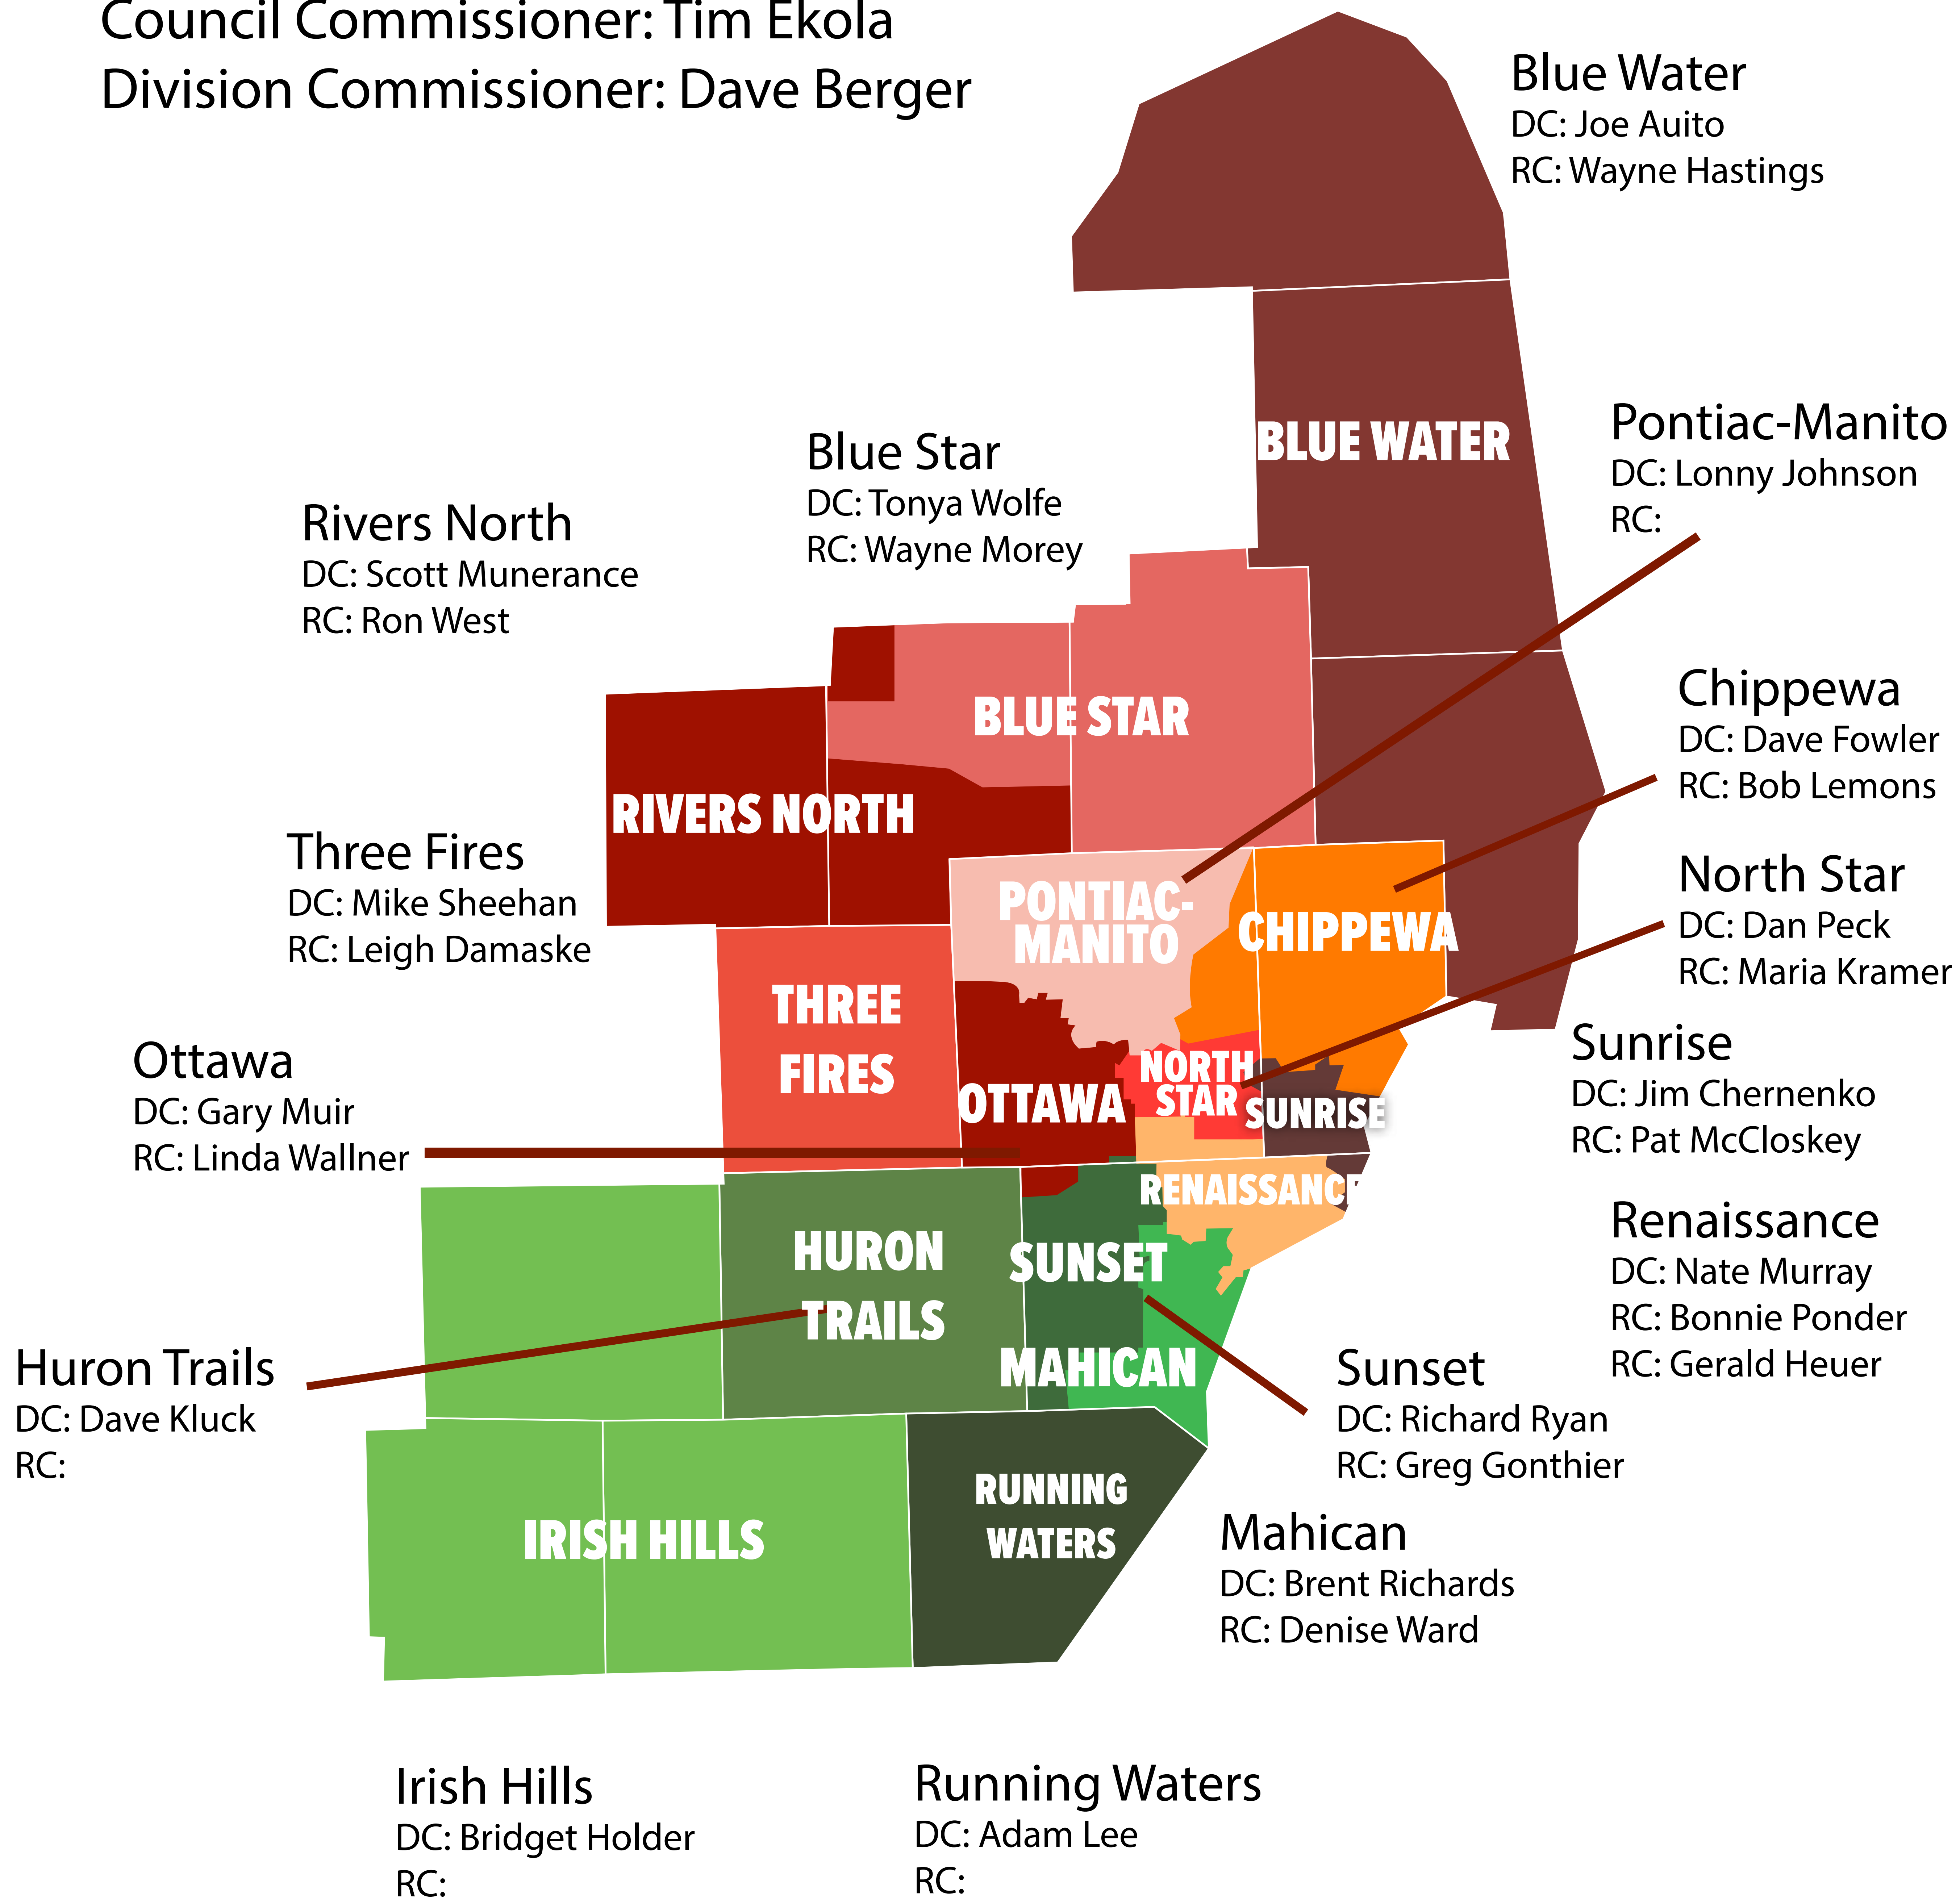 Council Commissioner: Tim Ekola
Division Commissioner: Dave Berger
Blue Water
DC: Joe Auito
RC: Wayne Hastings
Pontiac-Manito
DC: Lonny Johnson
RC:
Blue Star
DC: Tonya Wolfe
RC: Wayne Morey
Rivers North
DC: Scott Munerance
RC: Ron West
Chippewa
DC: Dave Fowler
RC: Bob Lemons
Three Fires
DC: Mike Sheehan
RC: Leigh Damaske
North Star
DC: Dan Peck
RC: Maria Kramer
Ottawa
DC: Gary Muir
RC: Linda Wallner
Sunrise
DC: Jim Chernenko
RC: Pat McCloskey
Renaissance
DC: Nate Murray
RC: Bonnie Ponder
RC: Gerald Heuer
Huron Trails
DC: Dave Kluck
RC:
Sunset
DC: Richard Ryan
RC: Greg Gonthier
Mahican
DC: Brent Richards
RC: Denise Ward
Irish Hills
DC: Bridget Holder
RC:
Running Waters
DC: Adam Lee
RC:
BLUE WATER
BLUE STAR
RIVERS NORTH
PONTIAC-
MANITO
CHIPPEWA
THREE
FIRES
OTTAWA
NORTH
STAR
SUNRISE
RENAISSANCE
HURON
TRAILS
SUNSET
MAHICAN
RUNNING
WATERS
IRISH HILLS